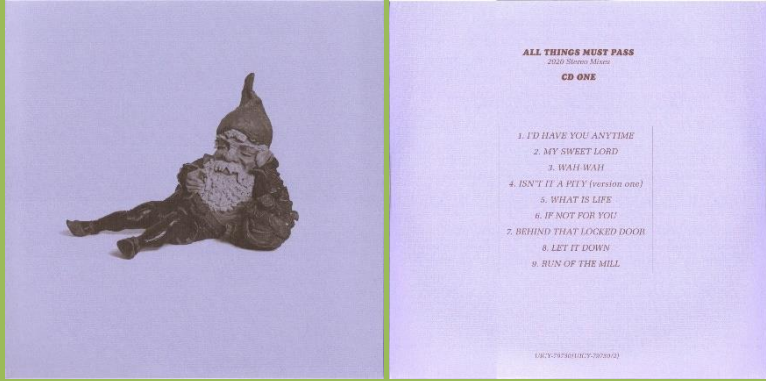 ALL THINGS MUST PASS
2020 Stereo Mixes
CD ONE
1. I'D HAVE YOU ANYTIME
2. MY SWEET LORD
3. WAH-WAH
4. ISN'T IT A PITY (version one)
5. WHAT IS LIFE
6. IF NOT FOR YOU
7. BEHIND THAT LOCKED DOOR
8. LET IT DOWN
9. RUN OF THE MILL